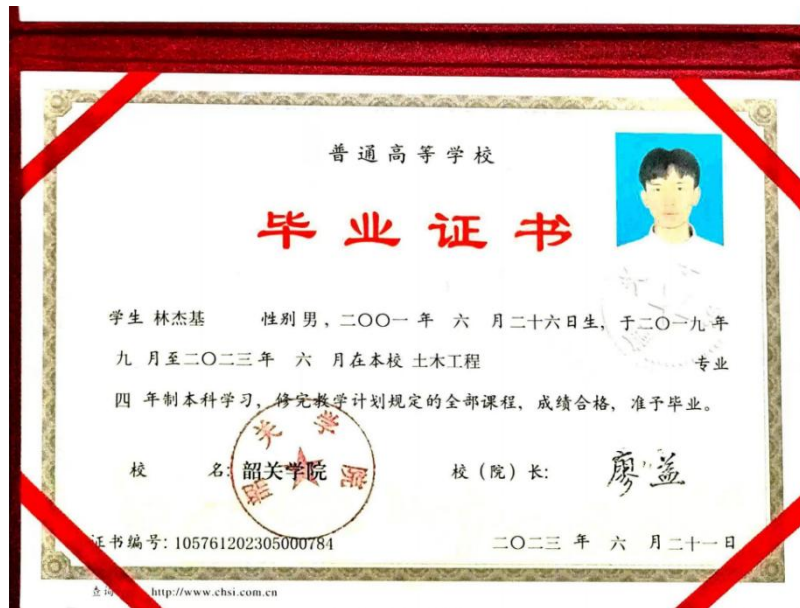 普通高等学校
毕业证书
学生 林杰基 性别 男，二〇〇一 年 六 月二十六日生，于二〇一九 年
九 月至二〇二三 年 六 月在本校 土木工程 专业
四 年制本科学习，修完教学计划规定的全部课程，成绩合格，准予毕业。
校 名: 韶关学院 校（院）长: 廖益
韶关学院
证书编号: 105761202305000784 二〇二三 年 六 月二十一日
http://www.chsi.com.cn